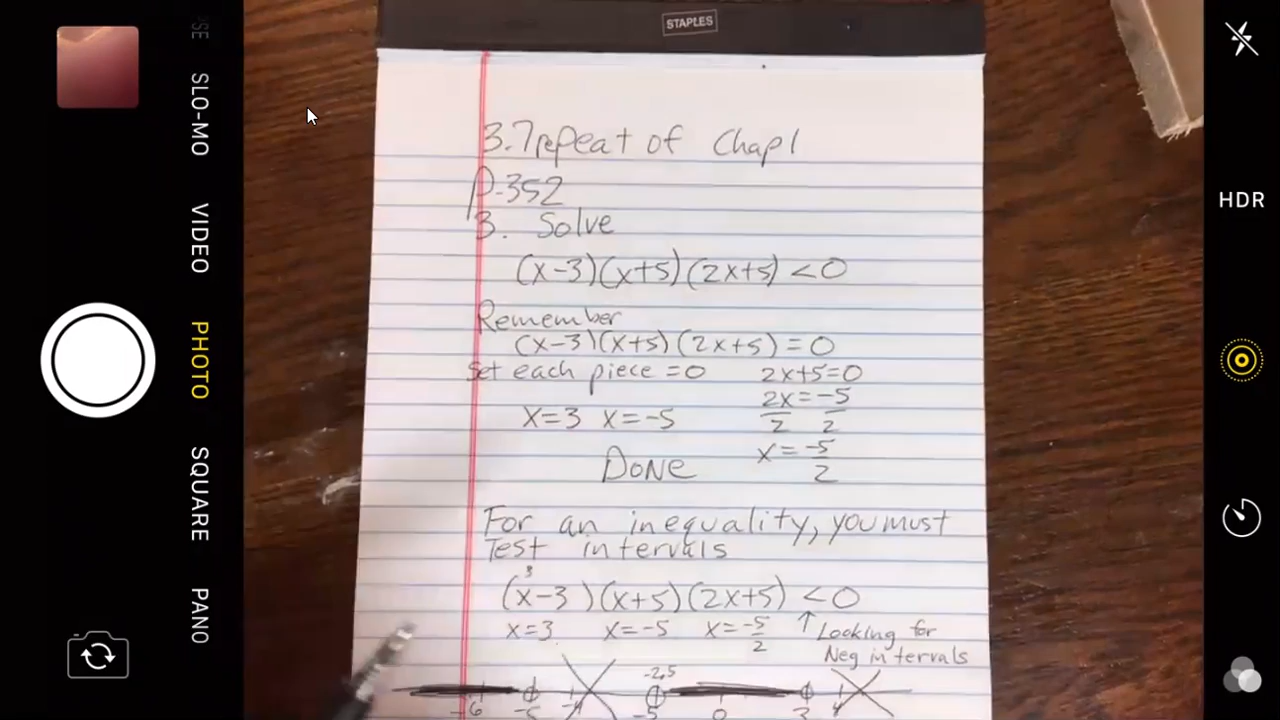 STAPLES
SE
SLO-MO
VIDEO
PHOTO
SQUARE
PANO
HDR
3.7 repeat of Chap 1
P.352
3. Solve
(x-3)(x+5)(2x+5) <0
Remember
(x-3)(x+5)(2x+5) = 0
Set each piece =0 2x+5=0
2x = -5
2 2
x=3 x=-5
x = -5/2
DONE
For an inequality, you must
Test intervals
3
(x-3)(x+5)(2x+5) <0
x=3 x=-5 x=-5/2 ↑ Looking for
Neg intervals
-2.5
-6 -5 -4 -5 0 3 4